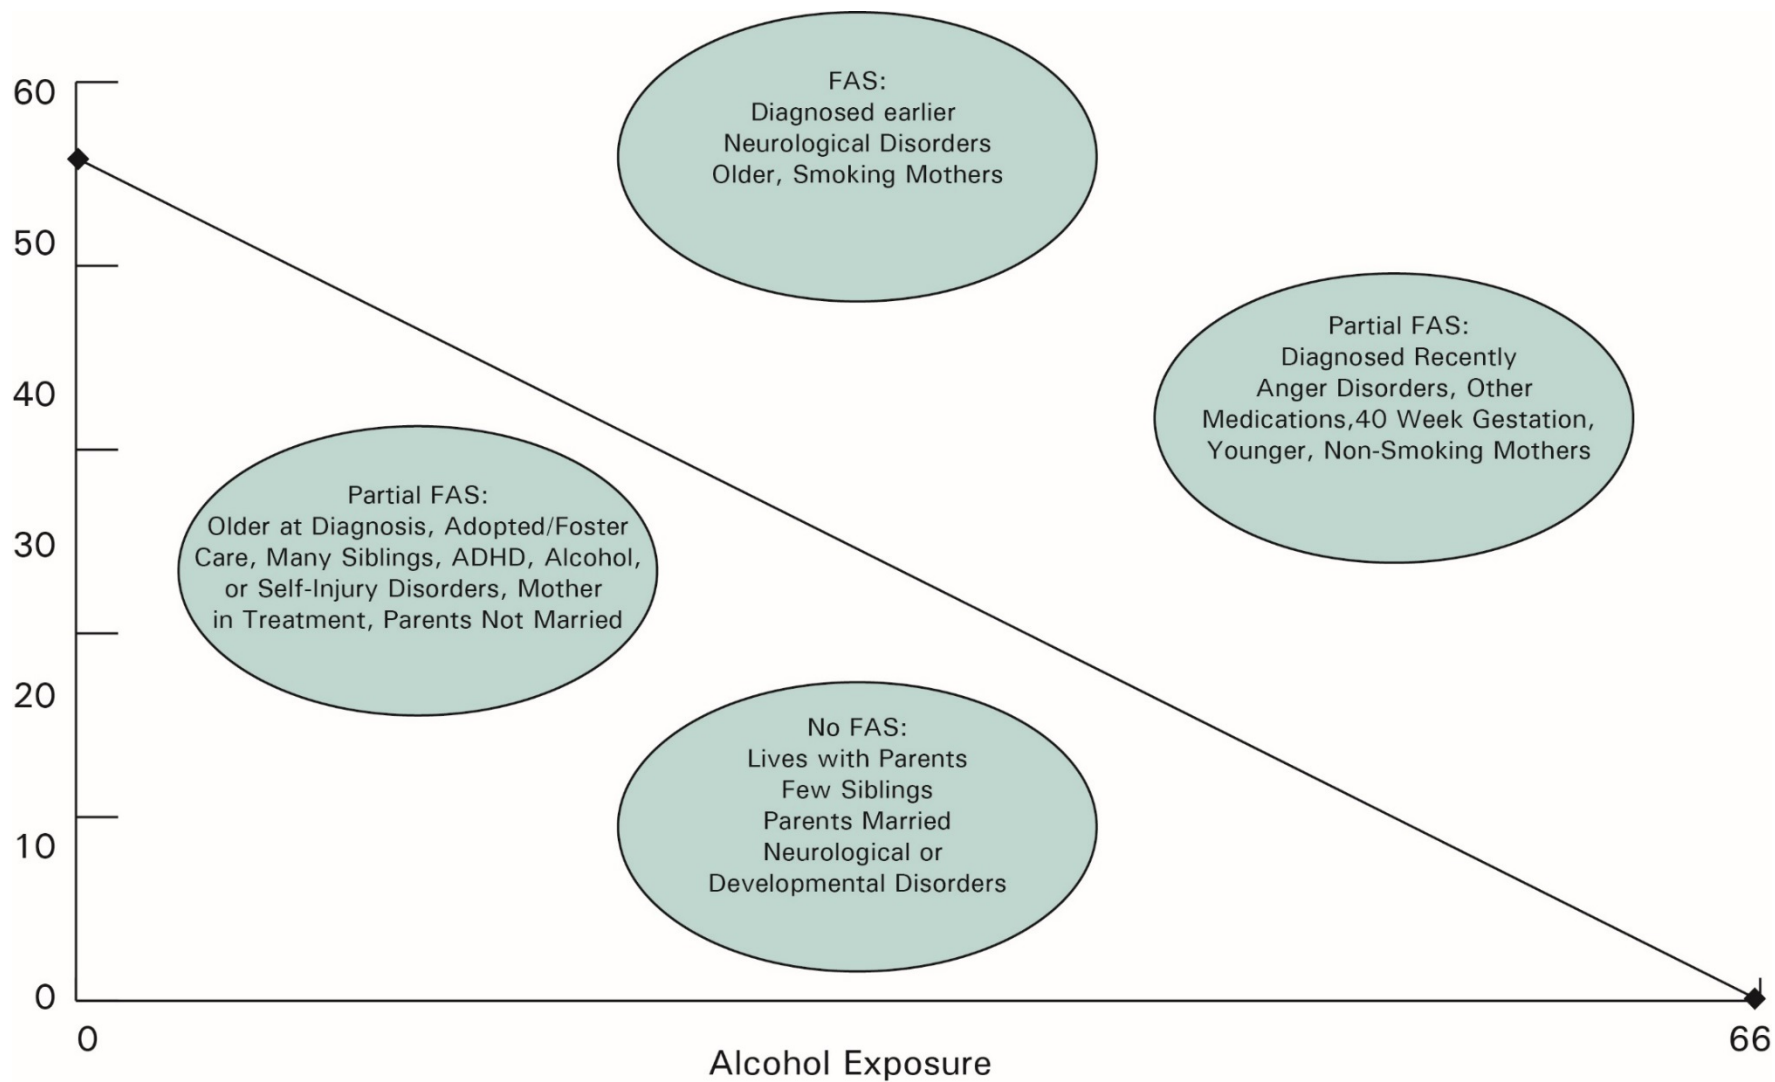 60
50
40
30
20
10
0
FAS:
Diagnosed earlier
Neurological Disorders
Older, Smoking Mothers
Partial FAS:
Diagnosed Recently
Anger Disorders, Other
Medications,40 Week Gestation,
Younger, Non-Smoking Mothers
Partial FAS:
Older at Diagnosis, Adopted/Foster
Care, Many Siblings, ADHD, Alcohol,
or Self-Injury Disorders, Mother
in Treatment, Parents Not Married
No FAS:
Lives with Parents
Few Siblings
Parents Married
Neurological or
Developmental Disorders
0
66
Alcohol Exposure